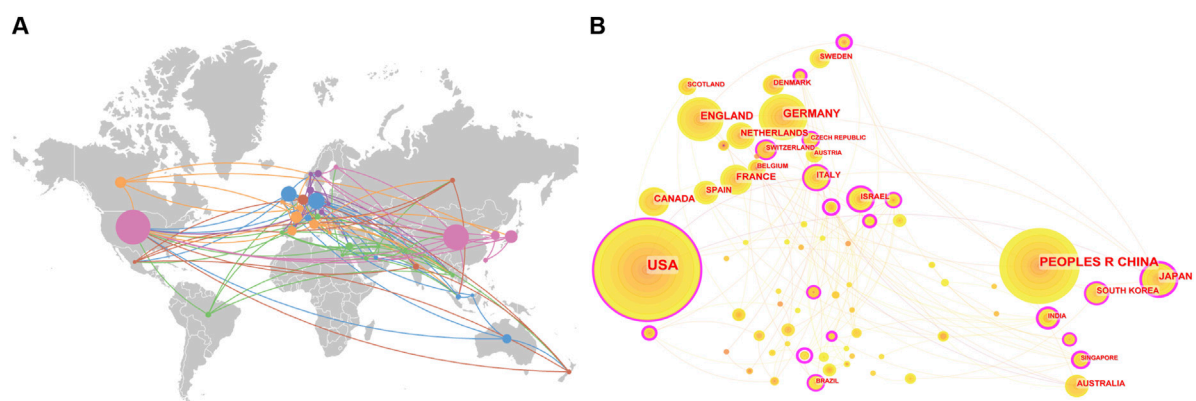 A
B
SWEDEN
SCOTLAND
DENMARK
ENGLAND
GERMANY
NETHERLANDS
CZECH REPUBLIC
SWITZERLAND
AUSTRIA
BELGIUM
FRANCE
ITALY
SPAIN
CANADA
ISRAEL
USA
PEOPLES R CHINA
JAPAN
SOUTH KOREA
INDIA
SINGAPORE
BRAZIL
AUSTRALIA